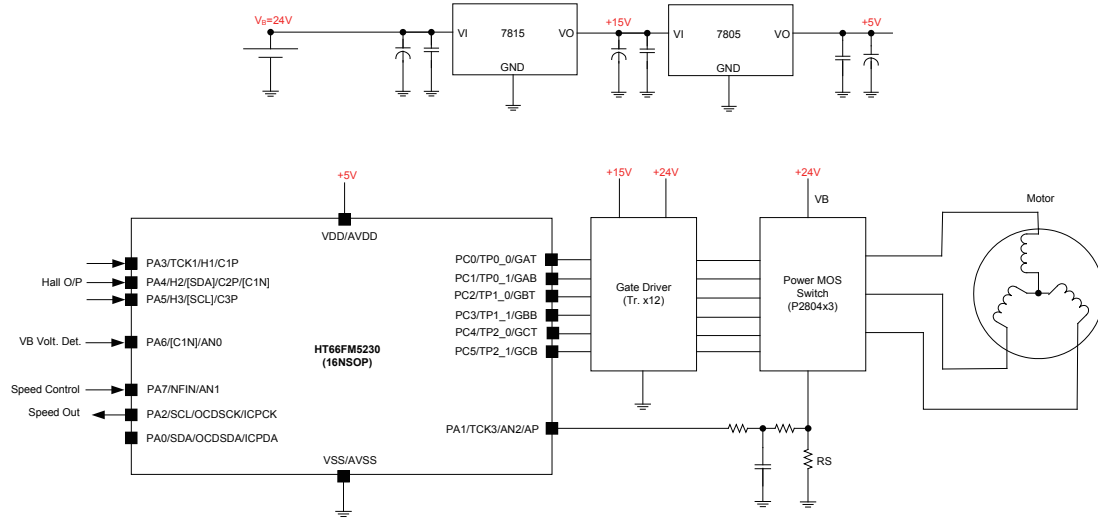 VB=24V
+15V
+5V
VI
7815
VO
GND
VI
7805
VO
GND
+5V
+15V
+24V
+24V
VB
Motor
VDD/AVDD
PA3/TCK1/H1/C1P
Hall O/P
PA4/H2/[SDA]/C2P/[C1N]
PA5/H3/[SCL]/C3P
VB Volt. Det.
PA6/[C1N]/AN0
Speed Control
PA7/NFIN/AN1
Speed Out
PA2/SCL/OCDSCK/ICPCK
PA0/SDA/OCDSDA/ICPDA
HT66FM5230
(16NSOP)
PC0/TP0_0/GAT
PC1/TP0_1/GAB
PC2/TP1_0/GBT
PC3/TP1_1/GBB
PC4/TP2_0/GCT
PC5/TP2_1/GCB
PA1/TCK3/AN2/AP
VSS/AVSS
Gate Driver
(Tr. x12)
Power MOS
Switch
(P2804x3)
RS